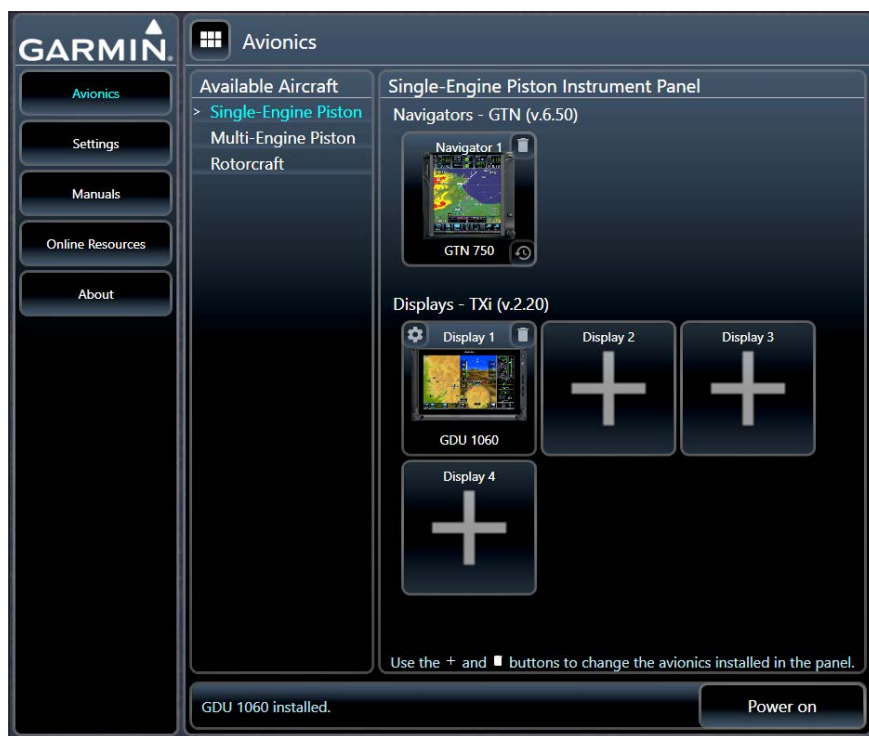 GARMIN.
Avionics
Settings
Manuals
Online Resources
About
Avionics
Available Aircraft
> Single-Engine Piston
Multi-Engine Piston
Rotorcraft
Single-Engine Piston Instrument Panel
Navigators - GTN (v.6.50)
Navigator 1
GTN 750
Displays - TXi (v.2.20)
Display 1
GDU 1060
Display 2
Display 3
Display 4
Use the + and buttons to change the avionics installed in the panel.
GDU 1060 installed.
Power on